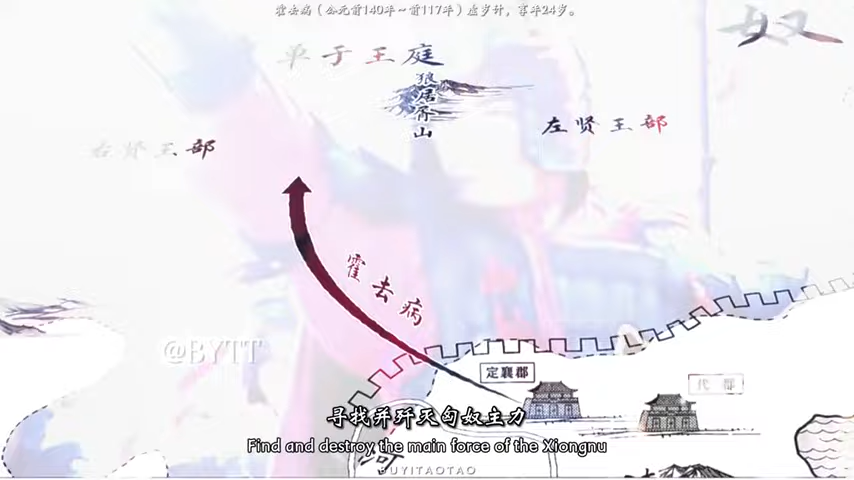 霍去病（公元前140年～前117年）虚岁计，享年24岁。
奴
单于王庭
狼居胥山
左贤王部
右贤王部
霍去病
@BYTT
定襄郡
代郡
寻找并歼灭匈奴主力
Find and destroy the main force of the Xiongnu
河
BUYITAOTAO